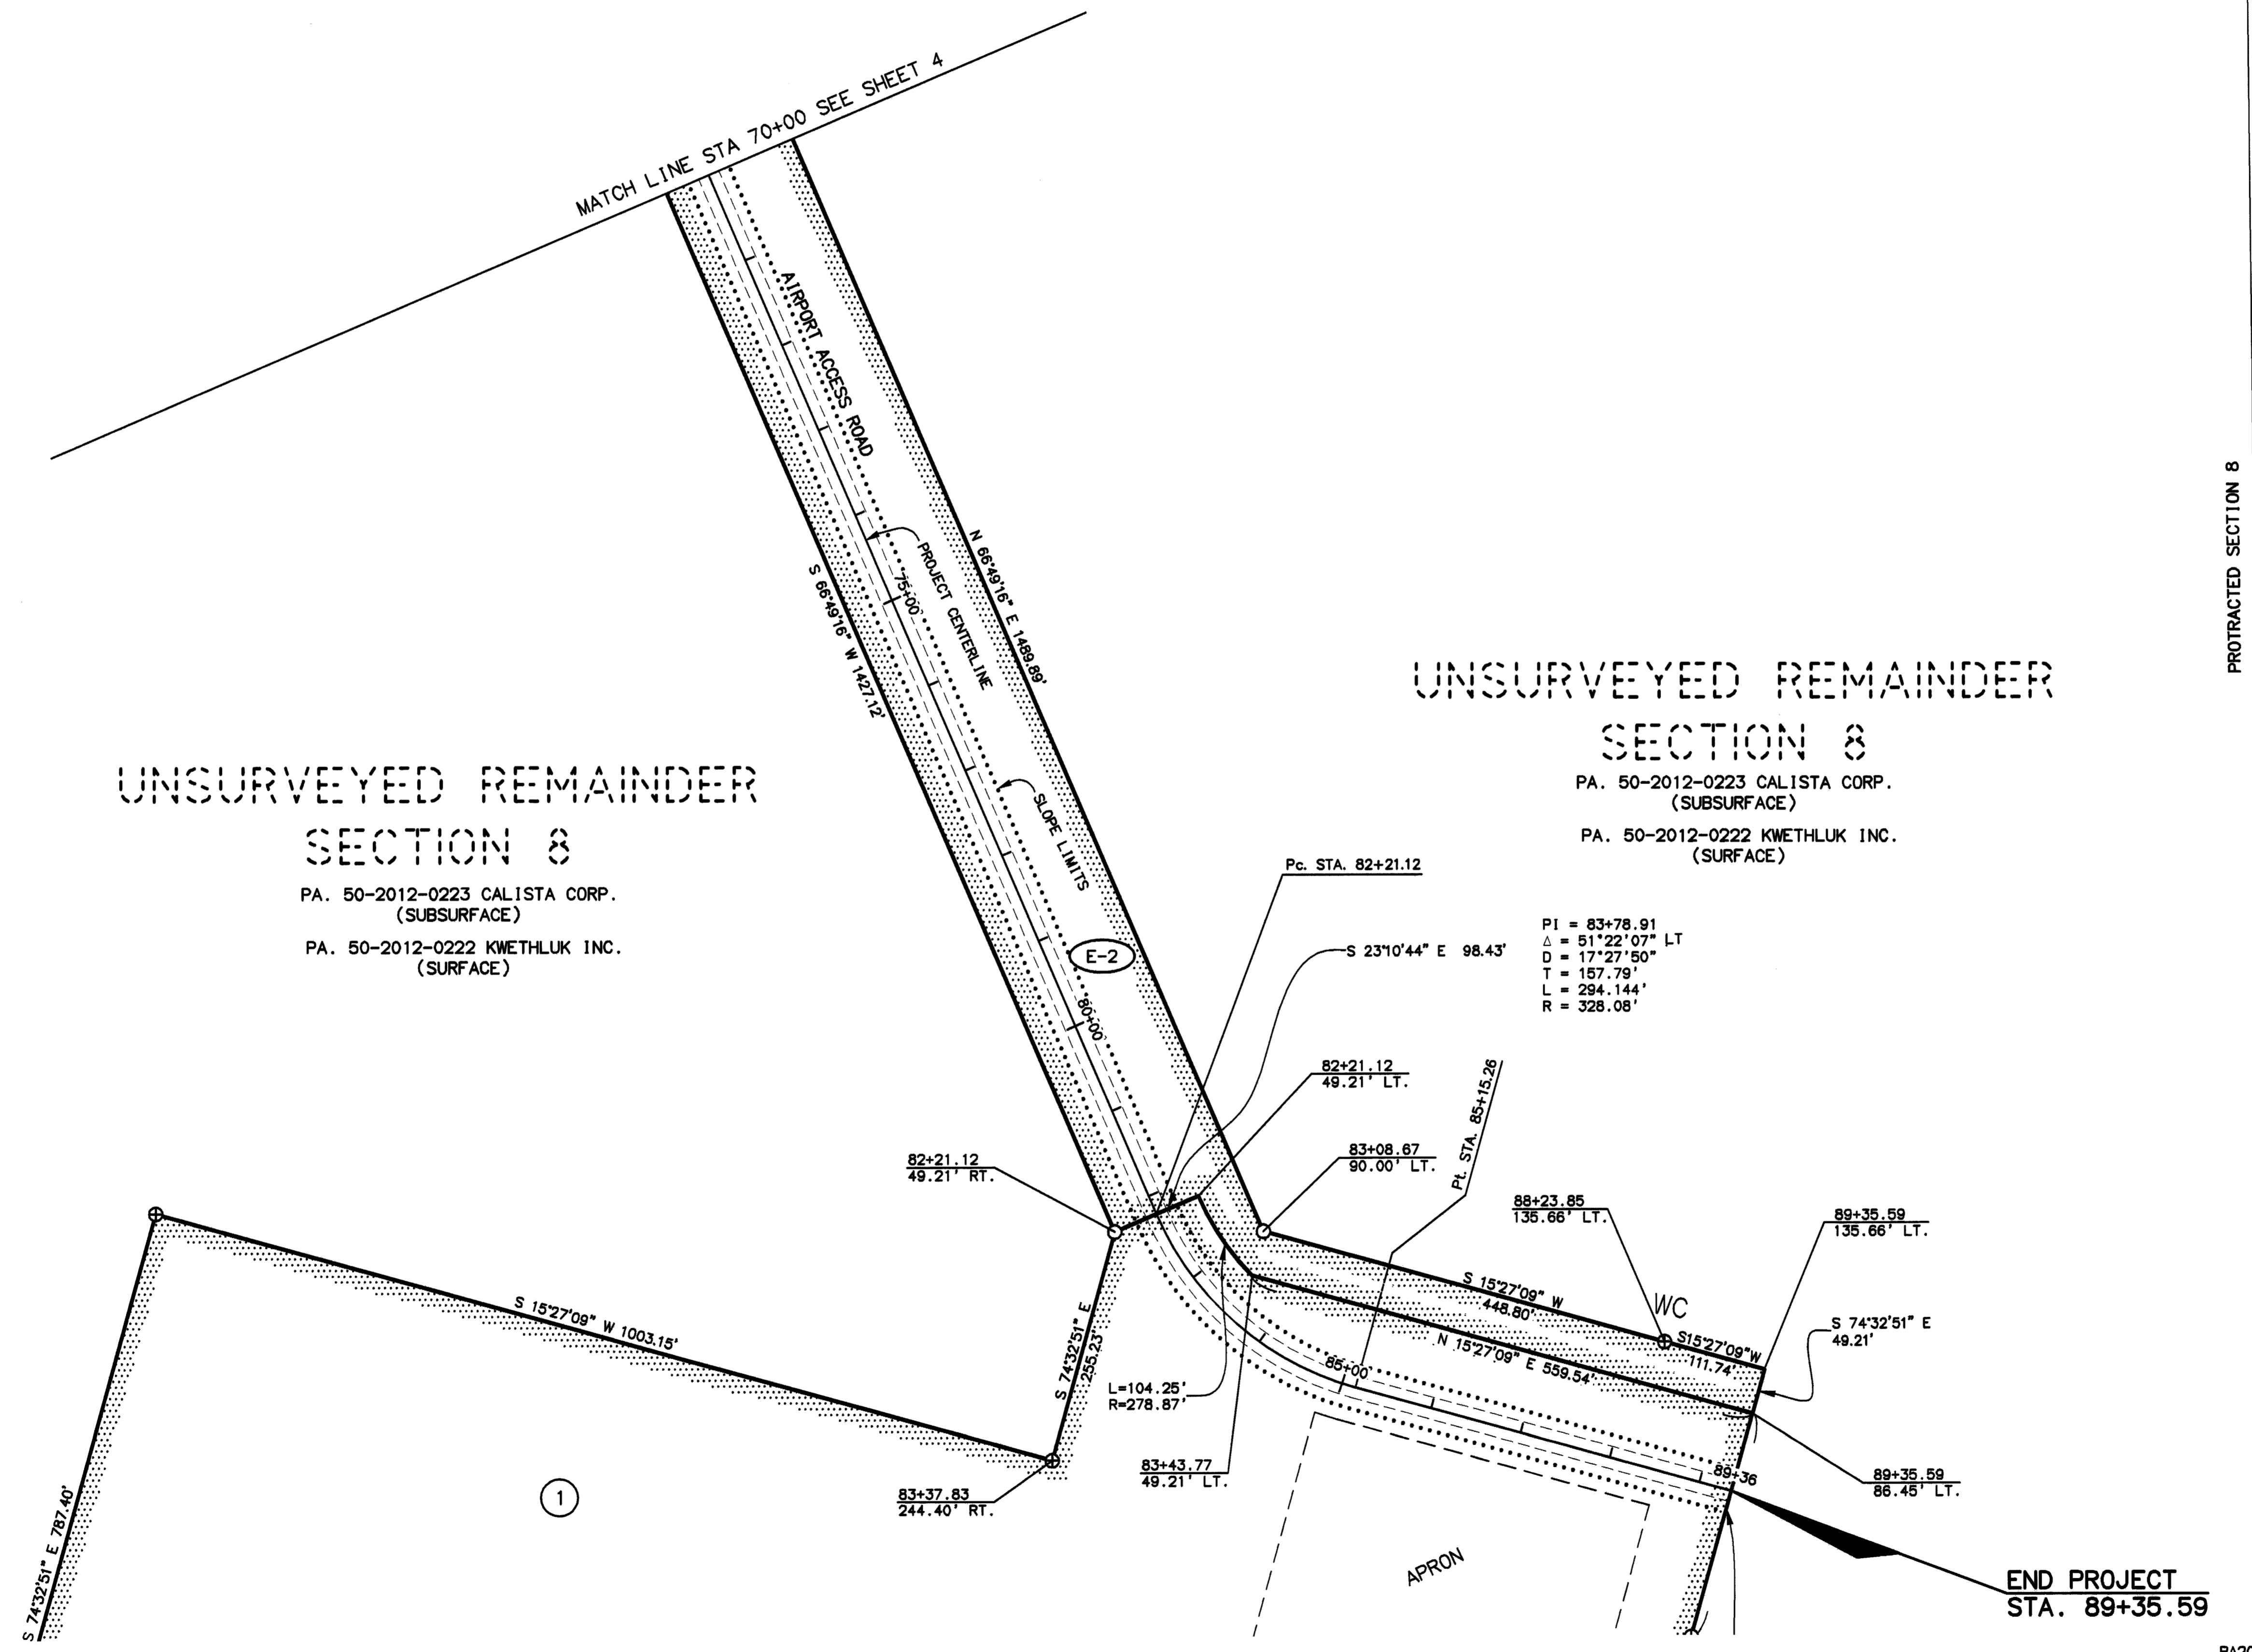 MATCH LINE STA 70+00 SEE SHEET 4
AIRPORT ACCESS ROAD
PROJECT CENTERLINE
75+00
S 66°49'16" W 1427.12'
N 66°49'16" E 1489.89'
PROTRACTED SECTION 8
UNSURVEYED REMAINDER
SECTION 8
PA. 50-2012-0223 CALISTA CORP.
(SUBSURFACE)
PA. 50-2012-0222 KWETHLUK INC.
(SURFACE)
UNSURVEYED REMAINDER
SECTION 8
PA. 50-2012-0223 CALISTA CORP.
(SUBSURFACE)
PA. 50-2012-0222 KWETHLUK INC.
(SURFACE)
SLOPE LIMITS
E-2
80+00
Pc. STA. 82+21.12
S 23°10'44" E 98.43'
PI = 83+78.91
Δ = 51°22'07" LT
D = 17°27'50"
T = 157.79'
L = 294.144'
R = 328.08'
82+21.12
49.21' LT.
83+08.67
90.00' LT.
Pt. STA. 85+15.26
82+21.12
49.21' RT.
88+23.85
135.66' LT.
89+35.59
135.66' LT.
WC
S 15°27'09" W
448.80'
S15°27'09"W
111.74'
S 74°32'51" E
49.21'
N 15°27'09" E 559.54'
S 15°27'09" W 1003.15'
S 74°32'51" E
255.23'
L=104.25'
R=278.87'
85+00
83+43.77
49.21' LT.
89+36
89+35.59
86.45' LT.
83+37.83
244.40' RT.
1
S 74°32'51" E 787.40'
S
APRON
END PROJECT
STA. 89+35.59